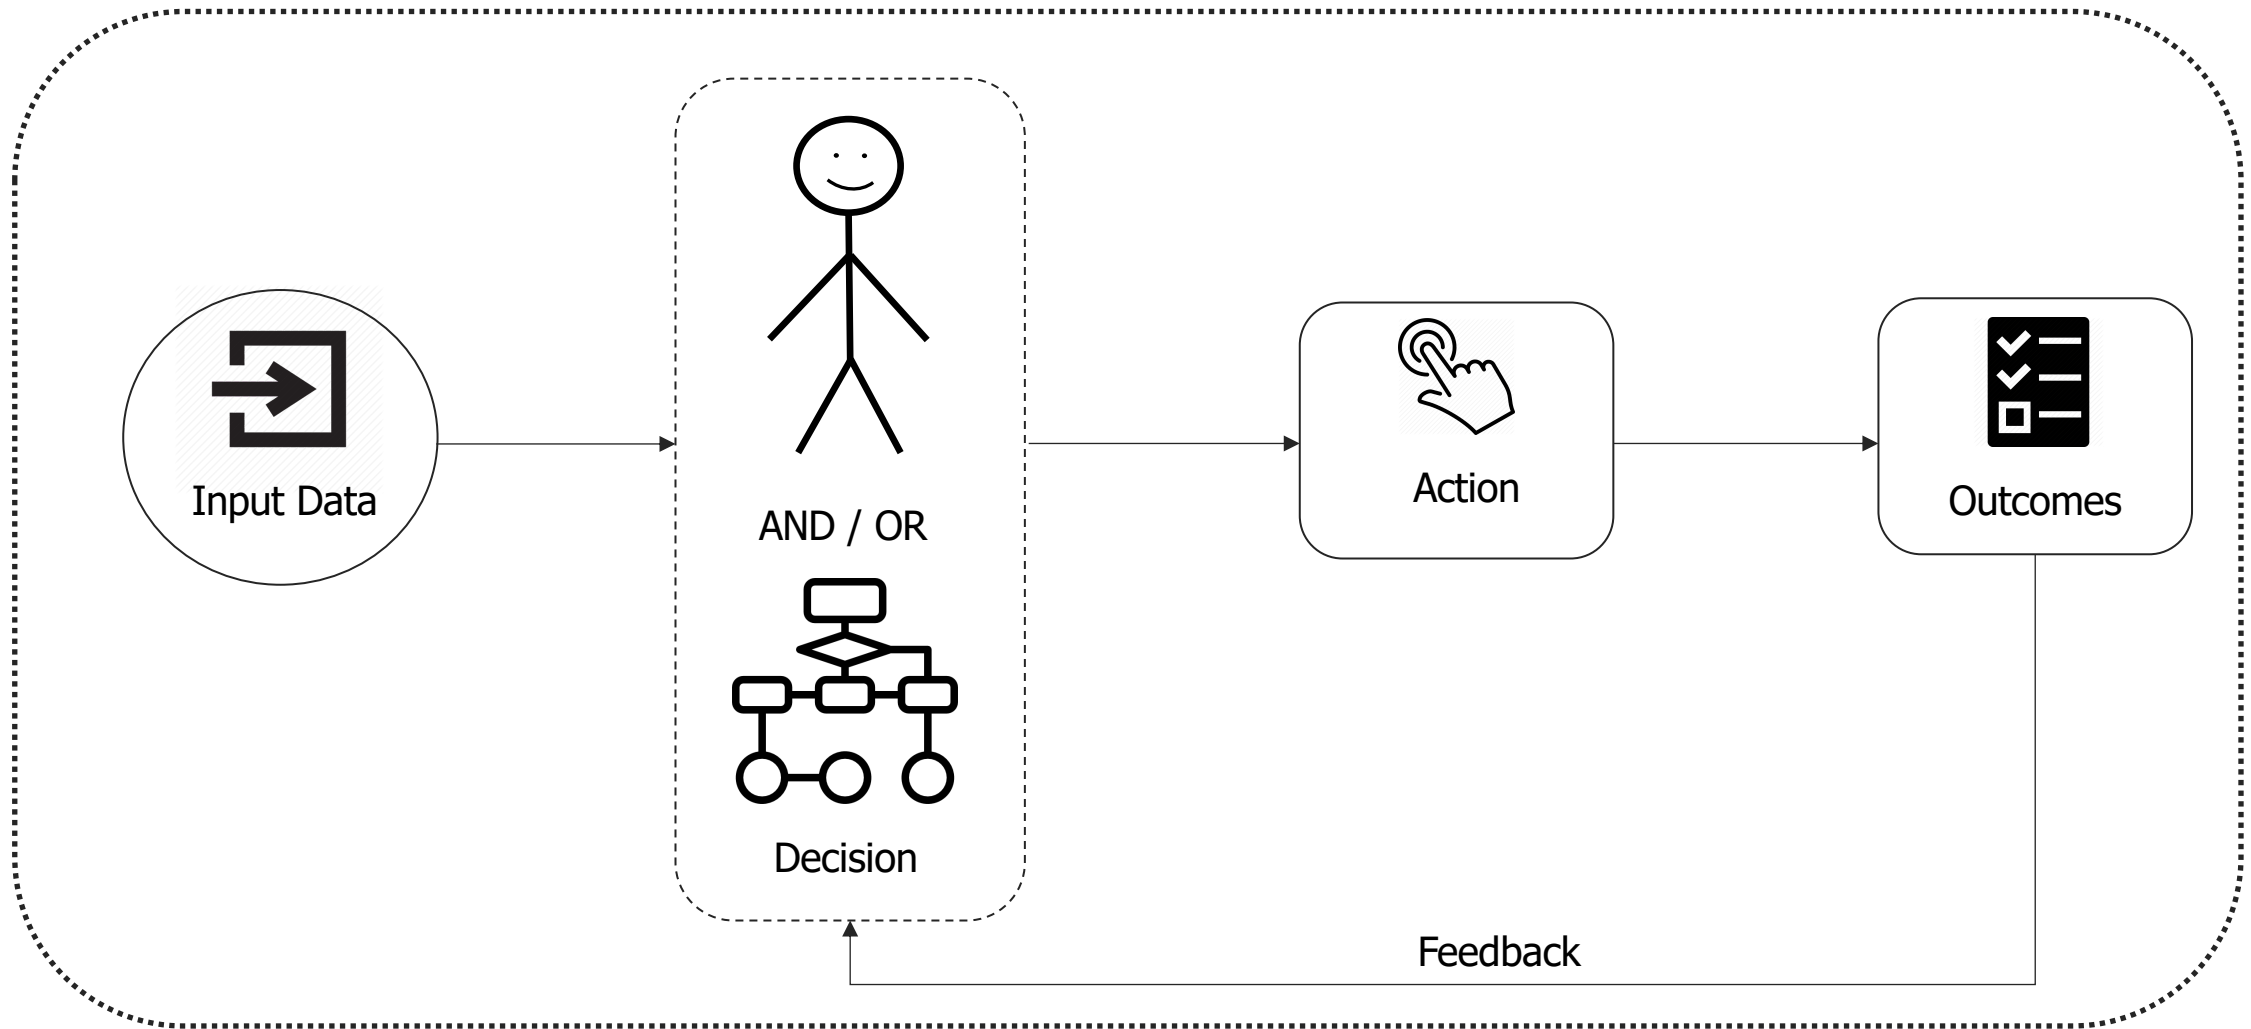 Input Data
AND / OR
Decision
Action
Outcomes
Feedback